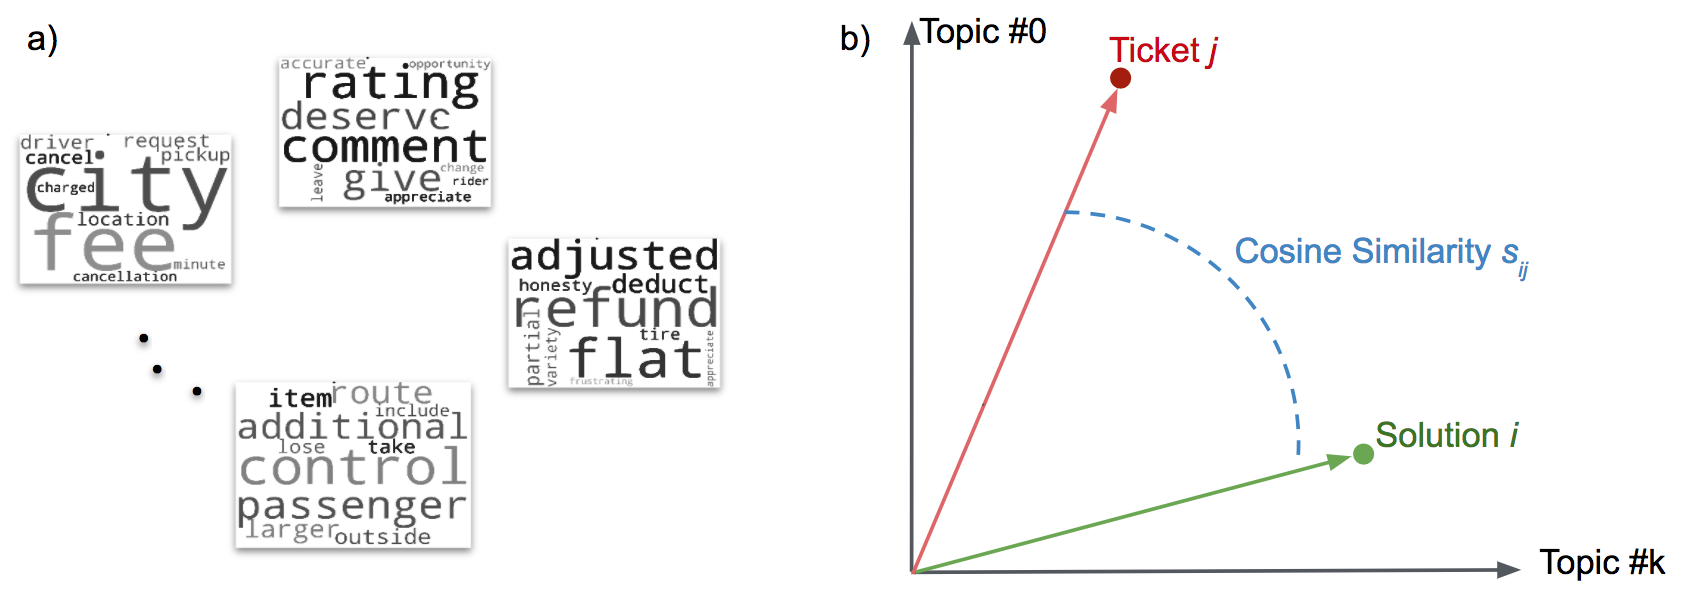 a)
driver request
cancel pickup
city
charged
location
fee
minute
cancellation
accurate opportunity
rating
deserve
comment
change
leave give rider
appreciate
adjusted
honesty deduct
refund
tire
partial
variety
flat
appreciate
frustrating
item route
include
additional
lose take
control
passenger
larger outside
b)
Topic #0
Ticket j
Cosine Similarity sij
Solution i
Topic #k